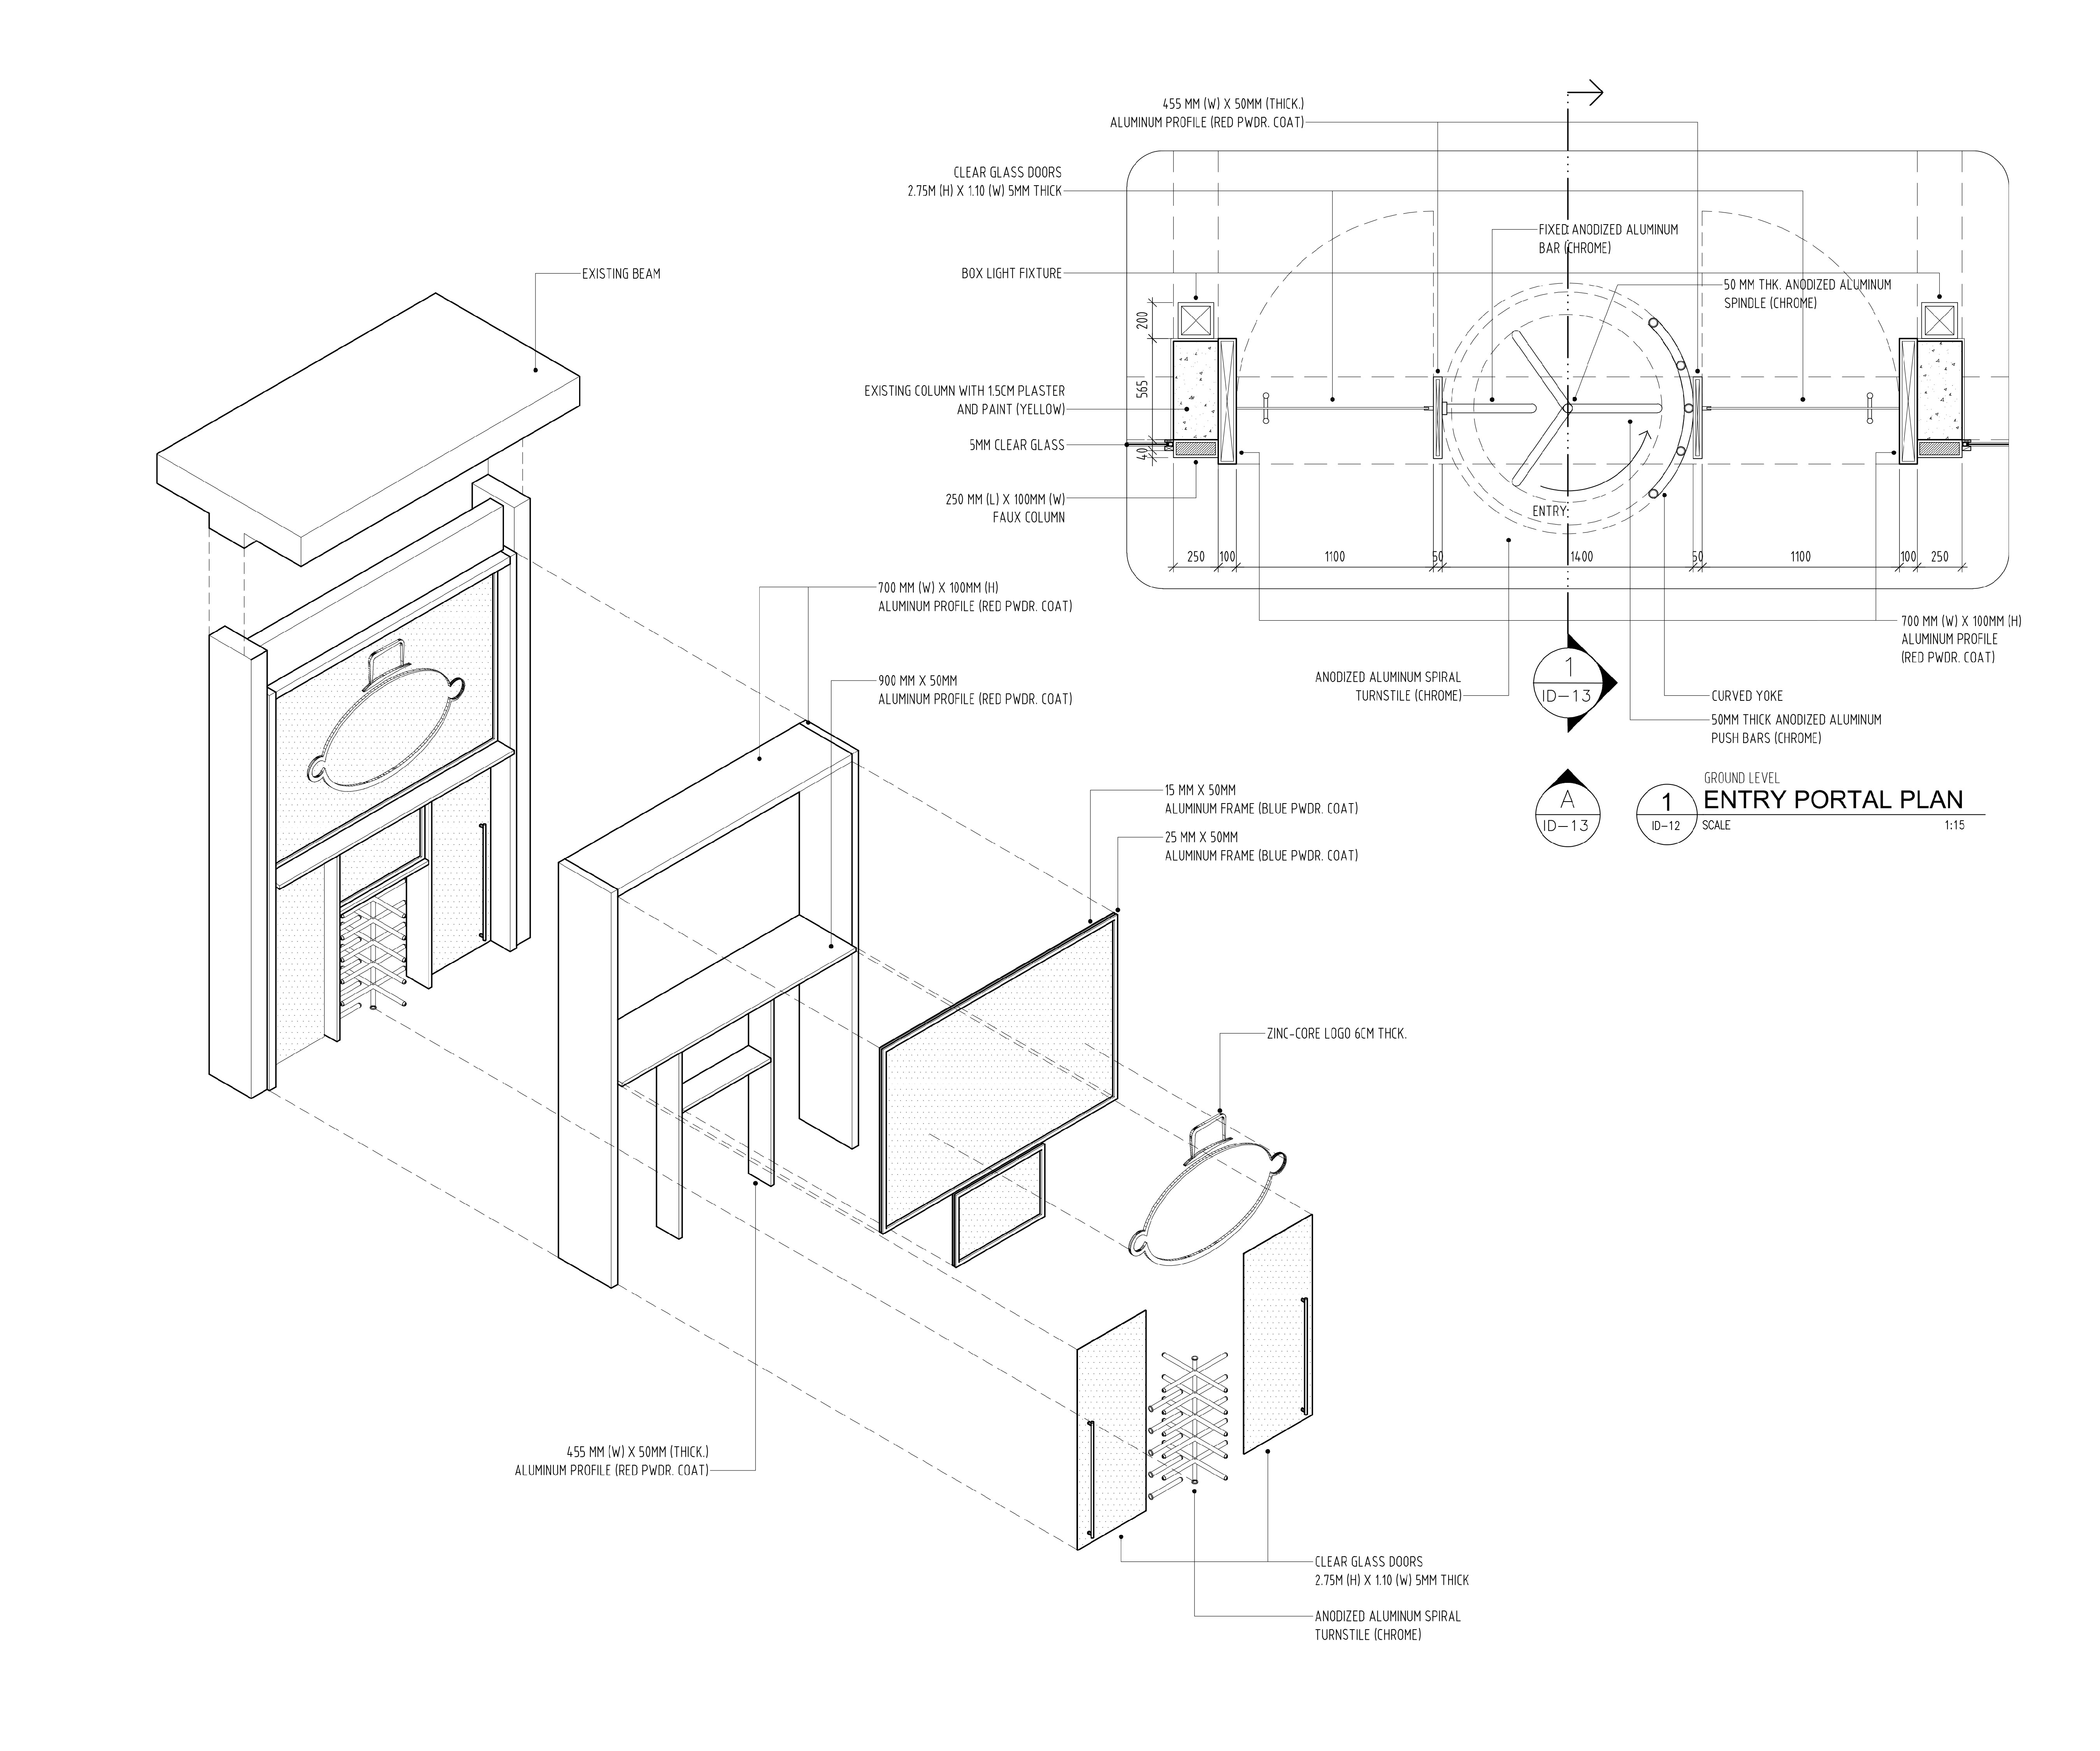 455 MM (W) X 50MM (THICK.)
ALUMINUM PROFILE (RED PWDR. COAT)
CLEAR GLASS DOORS
2.75M (H) X 1.10 (W) 5MM THICK
FIXED ANODIZED ALUMINUM
BAR (CHROME)
BOX LIGHT FIXTURE
50 MM THK. ANODIZED ALUMINUM
SPINDLE (CHROME)
200
565
40
EXISTING COLUMN WITH 1.5CM PLASTER
AND PAINT (YELLOW)
5MM CLEAR GLASS
250 MM (L) X 100MM (W)
FAUX COLUMN
ENTRY
250 100 1100 50 1400 50 1100 100 250
700 MM (W) X 100MM (H)
ALUMINUM PROFILE
(RED PWDR. COAT)
ANODIZED ALUMINUM SPIRAL
TURNSTILE (CHROME)
1
ID-13
CURVED YOKE
50MM THICK ANODIZED ALUMINUM
PUSH BARS (CHROME)
A
ID-13
1
ID-12
GROUND LEVEL
ENTRY PORTAL PLAN
SCALE 1:15
EXISTING BEAM
700 MM (W) X 100MM (H)
ALUMINUM PROFILE (RED PWDR. COAT)
900 MM X 50MM
ALUMINUM PROFILE (RED PWDR. COAT)
15 MM X 50MM
ALUMINUM FRAME (BLUE PWDR. COAT)
25 MM X 50MM
ALUMINUM FRAME (BLUE PWDR. COAT)
ZINC-CORE LOGO 6CM THCK.
455 MM (W) X 50MM (THICK.)
ALUMINUM PROFILE (RED PWDR. COAT)
CLEAR GLASS DOORS
2.75M (H) X 1.10 (W) 5MM THICK
ANODIZED ALUMINUM SPIRAL
TURNSTILE (CHROME)